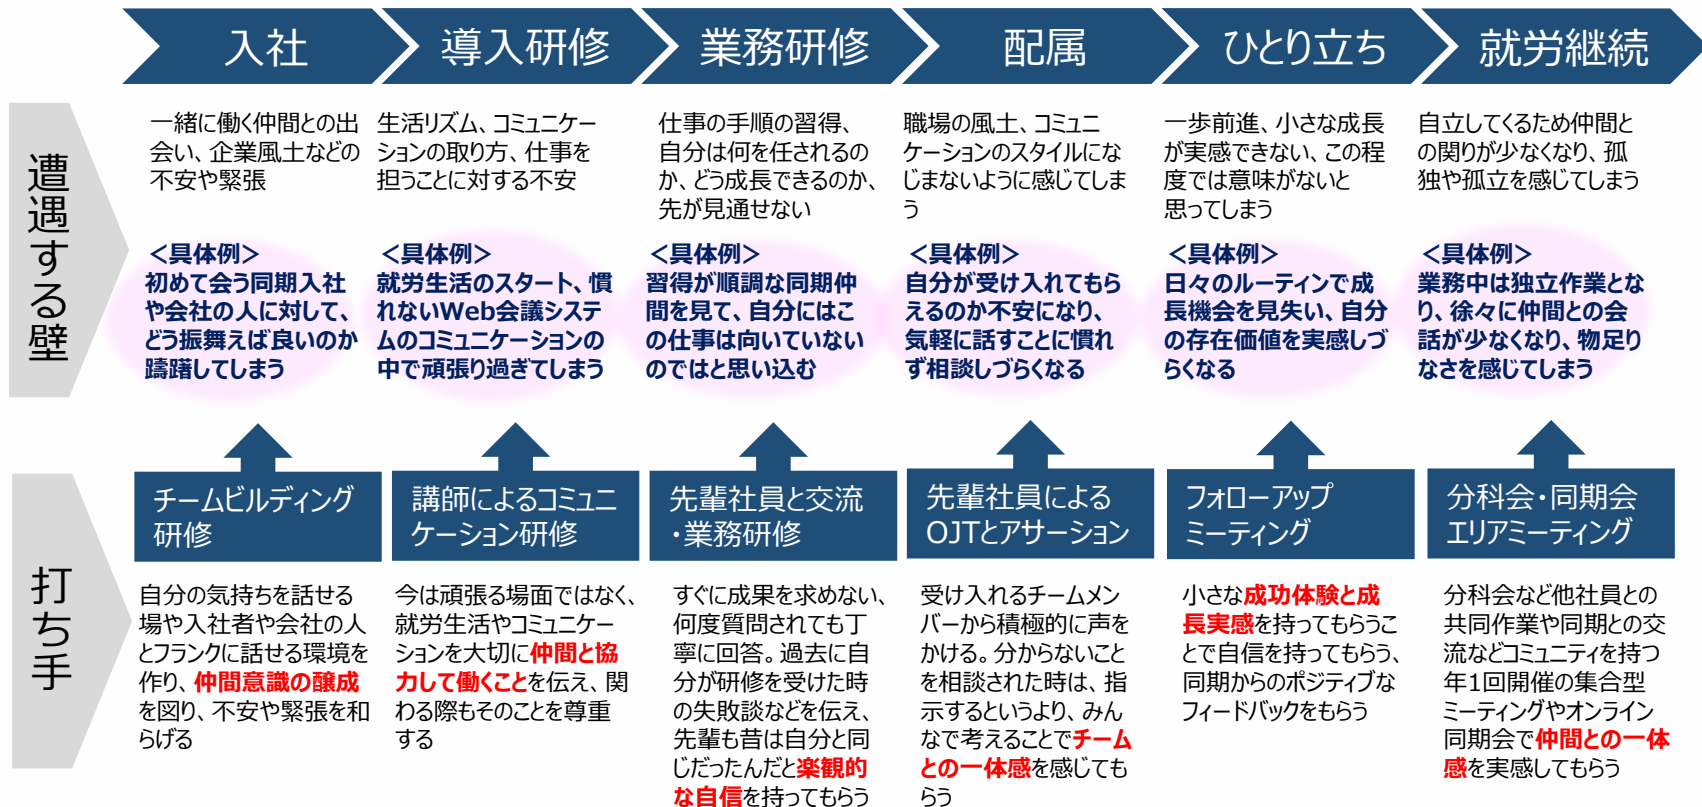 入社
導入研修
業務研修
配属
ひとり立ち
就労継続
遭遇する壁
一緒に働く仲間との出
会い、企業風土などの
不安や緊張
<具体例>
初めて会う同期入社
や会社の人に対して、
どう振舞えば良いのか
躊躇してしまう
生活リズム、コミュニケー
ションの取り方、仕事を
担うことに対する不安
<具体例>
就労生活のスタート、慣
れないWeb会議システ
ムのコミュニケーションの
中で頑張り過ぎてしまう
仕事の手順の習得、
自分は何を任されるの
か、どう成長できるのか、
先が見通せない
<具体例>
習得が順調な同期仲
間を見て、自分にはこ
の仕事は向いていない
のではと思い込む
職場の風土、コミュニ
ケーションのスタイルにな
じまないように感じてしま
う
<具体例>
自分が受け入れてもら
えるのか不安になり、
気軽に話すことに慣れ
ず相談しづらくなる
一歩前進、小さな成長
が実感できない、この程
度では意味がないと
思ってしまう
<具体例>
日々のルーティンで成
長機会を見失い、自分
の存在価値を実感しづ
らくなる
自立してくるため仲間と
の関りが少なくなり、孤
独や孤立を感じてしまう
<具体例>
業務中は独立作業とな
り、徐々に仲間との会
話が少なくなり、物足り
なさを感じてしまう
打ち手
チームビルディング
研修
自分の気持ちを話せる
場や入社者や会社の人
とフランクに話せる環境を
作り、仲間意識の醸成
を図り、不安や緊張を和
らげる
講師によるコミュニ
ケーション研修
今は頑張る場面ではなく、
就労生活やコミュニケー
ションを大切に仲間と協
力して働くことを伝え、関
わる際もそのことを尊重
する
先輩社員と交流
・業務研修
すぐに成果を求めない、
何度質問されても丁
寧に回答。過去に自
分が研修を受けた時
の失敗談などを伝え、
先輩も昔は自分と同
じだったんだと楽観的
な自信を持ってもらう
先輩社員による
OJTとアサーション
受け入れるチームメン
バーから積極的に声を
かける。分からないこと
を相談された時は、指
示するというより、みん
なで考えることでチーム
との一体感を感じても
らう
フォローアップ
ミーティング
小さな成功体験と成
長実感を持ってもらうこ
とで自信を持ってもらう、
同期からのポジティブな
フィードバックをもらう
分科会・同期会
エリアミーティング
分科会など他社員との
共同作業や同期との交
流などコミュニティを持つ
年1回開催の集合型
ミーティングやオンライン
同期会で仲間との一体
感を実感してもらう